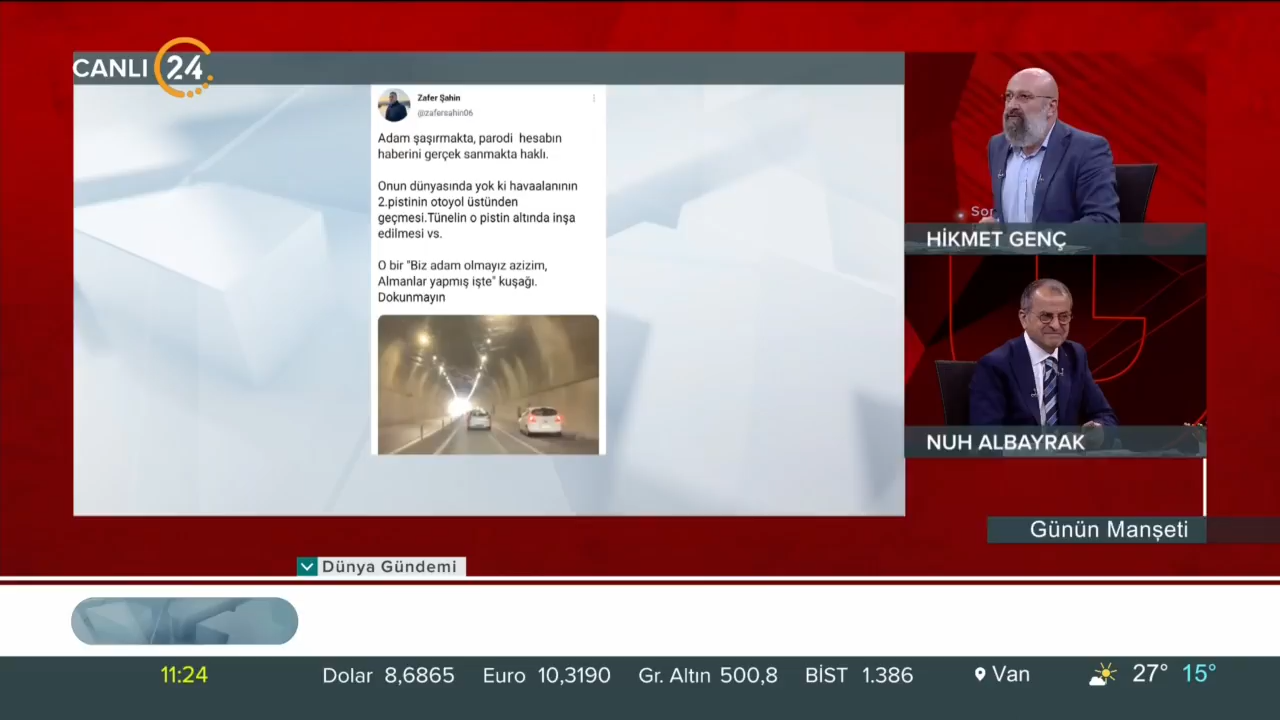 CANLI 24
Zafer Şahin
@zafersahin06
Adam şaşırmakta, parodi hesabın
haberini gerçek sanmakta haklı.
Onun dünyasında yok ki havaalanının
2.pistinin otoyol üstünden
geçmesi.Tünelin o pistin altında inşa
edilmesi vs.
O bir "Biz adam olmayız azizim,
Almanlar yapmış işte" kuşağı.
Dokunmayın
Son
HİKMET GENÇ
NUH ALBAYRAK
Günün Manşeti
Dünya Gündemi
11:24 Dolar 8,6865 Euro 10,3190 Gr. Altın 500,8 BİST 1.386 Van 27° 15°